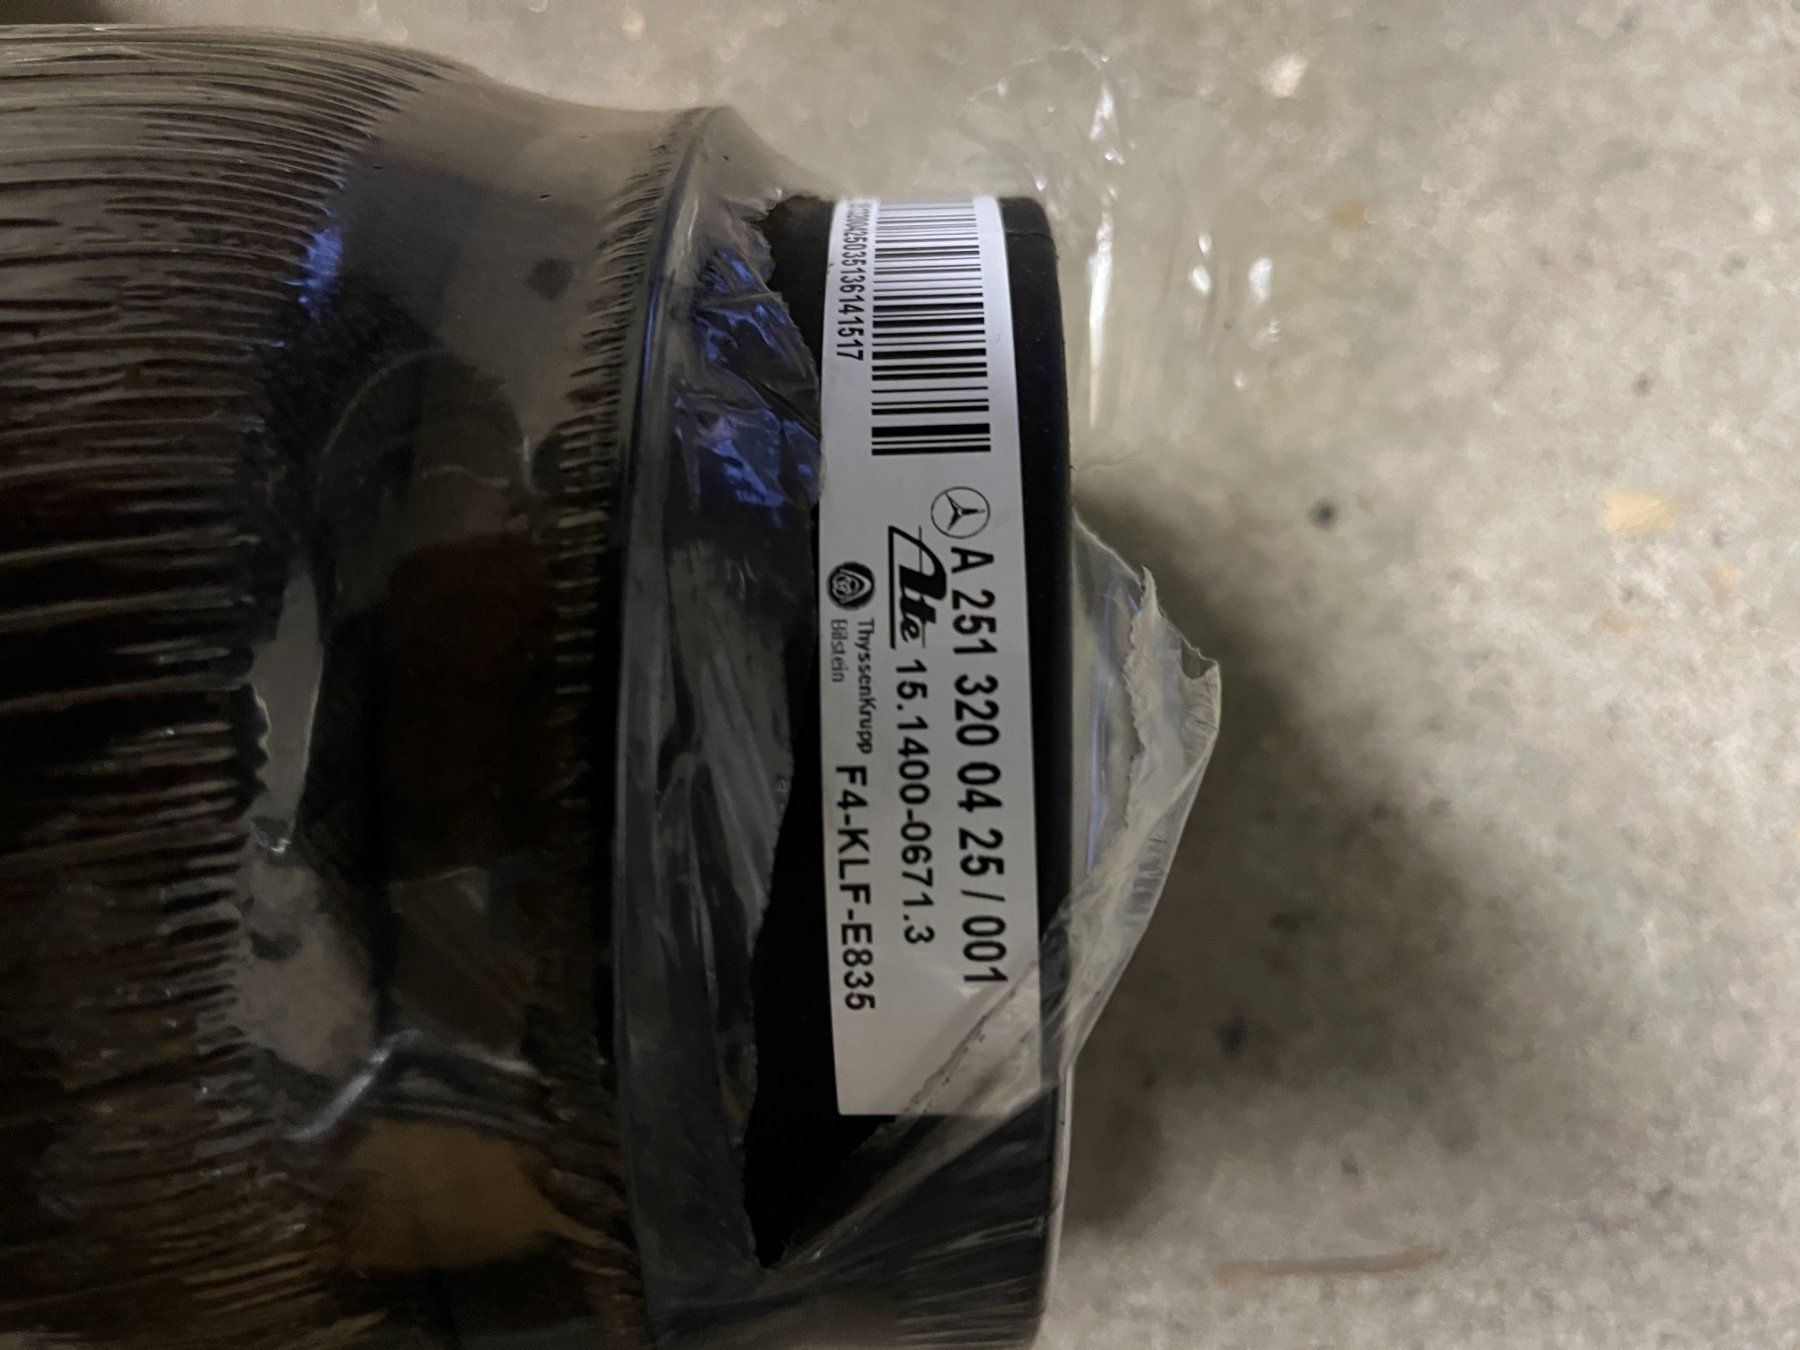 A 251 320 04 25 / 001
Ate 15.1400-0671.3
ThyssenKrupp
Bilstein
F4-KLF-E835